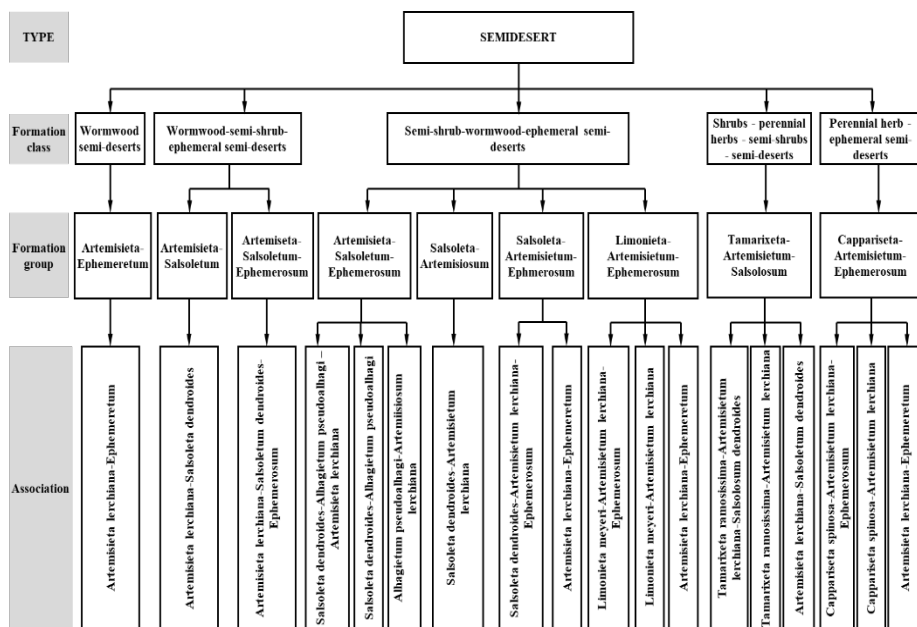 TYPE
SEMIDESERT
Formation
class
Wormwood
semi-deserts
Wormwood-semi-shrub-
ephemeral semi-deserts
Semi-shrub-wormwood-ephemeral semi-
deserts
Shrubs - perennial
herbs - semi-shrubs
- semi-deserts
Perennial herb -
ephemeral semi-
deserts
Formation
group
Artemisieta-
Ephemeretum
Artemisieta-
Salsoletum
Artemiseta-
Salsoletum-
Ephemerosum
Artemisieta-
Salsoletum-
Ephemerosum
Salsoleta-
Artemisiosum
Salsoleta-
Artemisietum-
Ephmerosum
Limonieta-
Artemisietum-
Ephemerosum
Tamarixeta-
Artemisietum-
Salsolosum
Cappariseta-
Artemisietum-
Ephemerosum
Association
Artemisieta lerchiana-Ephemeretum
Artemisieta lerchiana-Salsoleta dendroides
Artemisieta lerchiana-Salsoletum dendroides-
Ephemerosum
Salsoleta dendroides-Alhagietum pseudoalhagi –
Artemisieta lerchiana
Salsoleta dendroides-Alhagietum pseudoalhagi
Alhagietum pseudoalhagi-Artemiisiosum
lerchiana
Salsoleta dendroides-Artemisietum
lerchiana
Salsoleta dendroides-Artemisietum lerchiana-
Ephemerosum
Artemisieta lerchiana-Ephemeretum
Limonieta meyeri-Artemisietum lerchiana-
Ephemerosum
Limonieta meyeri-Artemisetum lerchiana
Artemisieta lerchiana-Ephemeretum
Tamarixeta ramosissima-Artemisietum
lerchiana-Salsolosum dendroides
Tamarixeta ramosissima-Artemisietum lerchiana
Artemisieta lerchiana-Salsoletum dendroides
Cappariseta spinosa-Artemisietum lerchiana-
Ephemerosum
Cappariseta spinosa-Artemisetum lerchiana
Artemisieta lerchiana-Ephemeretum